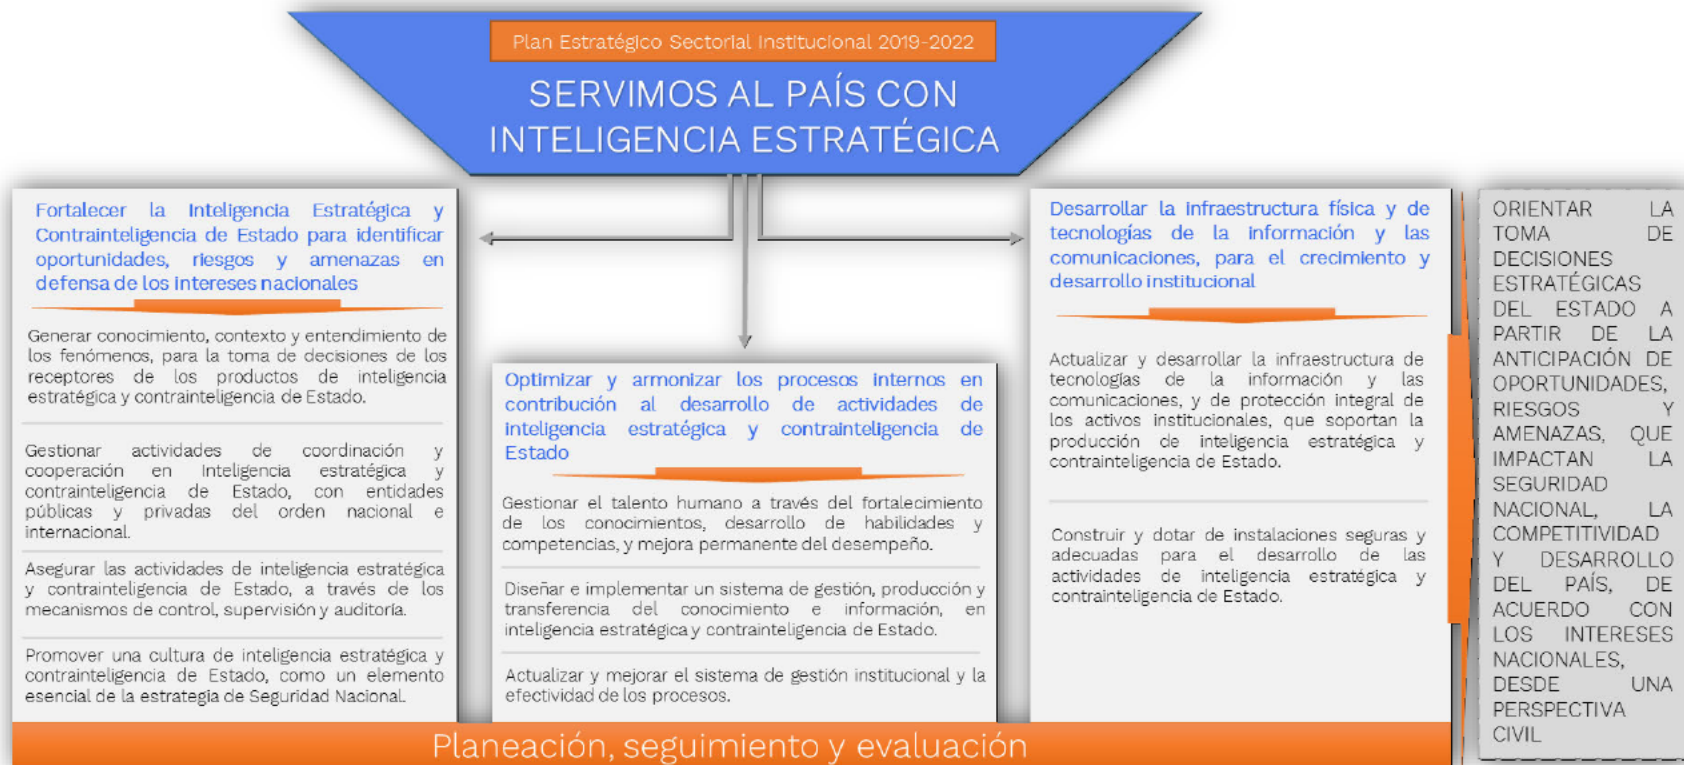 Plan Estratégico Sectorial Institucional 2019-2022
SERVIMOS AL PAÍS CON
INTELIGENCIA ESTRATÉGICA
Fortalecer la Inteligencia Estratégica y
Contrainteligencia de Estado para identificar
oportunidades, riesgos y amenazas en
defensa de los intereses nacionales
Generar conocimiento, contexto y entendimiento de
los fenómenos, para la toma de decisiones de los
receptores de los productos de inteligencia
estratégica y contrainteligencia de Estado.
Gestionar actividades de coordinación y
cooperación en Inteligencia estratégica y
contrainteligencia de Estado, con entidades
públicas y privadas del orden nacional e
internacional.
Asegurar las actividades de inteligencia estratégica
y contrainteligencia de Estado, a través de los
mecanismos de control, supervisión y auditoría.
Promover una cultura de inteligencia estratégica y
contrainteligencia de Estado, como un elemento
esencial de la estrategia de Seguridad Nacional.
Optimizar y armonizar los procesos internos en
contribución al desarrollo de actividades de
inteligencia estratégica y contrainteligencia de
Estado
Gestionar el talento humano a través del fortalecimiento
de los conocimientos, desarrollo de habilidades y
competencias, y mejora permanente del desempeño.
Diseñar e implementar un sistema de gestión, producción y
transferencia del conocimiento e información, en
inteligencia estratégica y contrainteligencia de Estado.
Actualizar y mejorar el sistema de gestión institucional y la
efectividad de los procesos.
Desarrollar la infraestructura física y de
tecnologías de la información y las
comunicaciones, para el crecimiento y
desarrollo institucional
Actualizar y desarrollar la infraestructura de
tecnologías de la información y las
comunicaciones, y de protección integral de
los activos institucionales, que soportan la
producción de inteligencia estratégica y
contrainteligencia de Estado.
Construir y dotar de instalaciones seguras y
adecuadas para el desarrollo de las
actividades de inteligencia estratégica y
contrainteligencia de Estado.
ORIENTAR LA
TOMA DE
DECISIONES
ESTRATÉGICAS
DEL ESTADO A
PARTIR DE LA
ANTICIPACIÓN DE
OPORTUNIDADES,
RIESGOS Y
AMENAZAS, QUE
IMPACTAN LA
SEGURIDAD
NACIONAL, LA
COMPETITIVIDAD
Y DESARROLLO
DEL PAÍS, DE
ACUERDO CON
LOS INTERESES
NACIONALES,
DESDE UNA
PERSPECTIVA
CIVIL
Planeación, seguimiento y evaluación